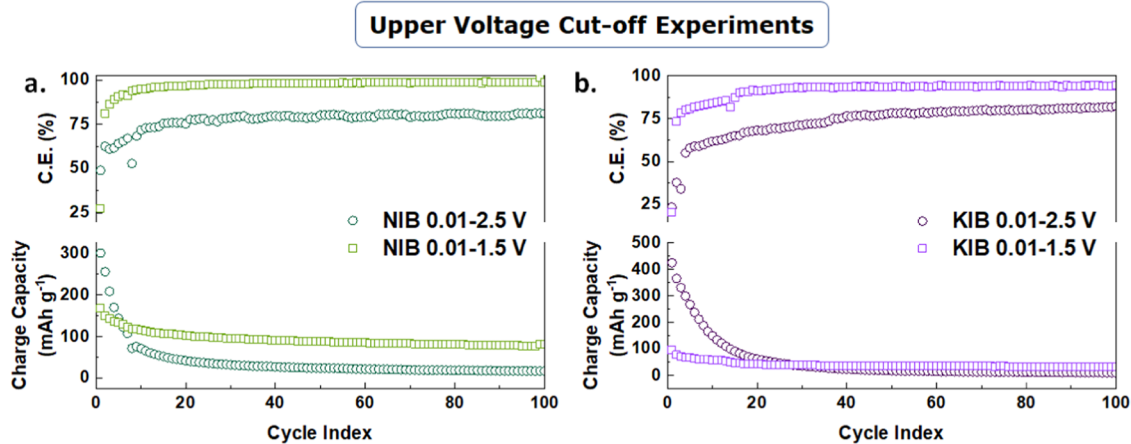 Upper Voltage Cut-off Experiments
a.
100
75
50
25
C.E. (%)
NIB 0.01-2.5 V
NIB 0.01-1.5 V
300
200
100
0
Charge Capacity
(mAh g-1)
0 20 40 60 80 100
Cycle Index
b.
100
75
50
25
C.E. (%)
KIB 0.01-2.5 V
KIB 0.01-1.5 V
500
400
300
200
100
0
Charge Capacity
(mAh g-1)
0 20 40 60 80 100
Cycle Index